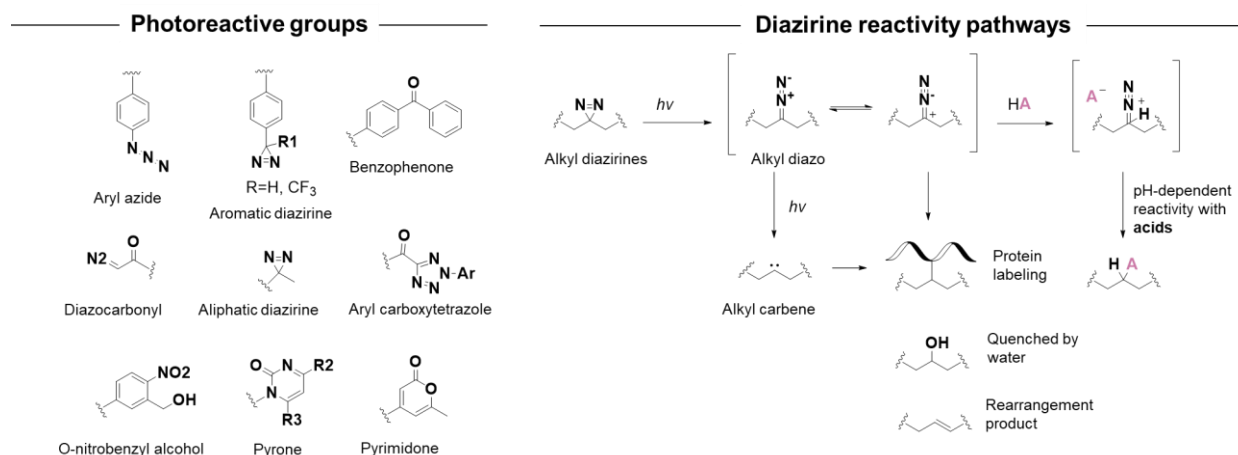 Photoreactive groups
N
N
N
Aryl azide
R1
N=N
R=H, CF₃
Aromatic diazirine
O
Benzophenone
N2
O
Diazocarbonyl
N=N
Aliphatic diazirine
O
N
N-Ar
N
N
Aryl carboxytetrazole
NO2
OH
O-nitrobenzyl alcohol
O
N
R2
N
R3
Pyrone
O
O
Pyrimidone
Diazirine reactivity pathways
N=N
Alkyl diazirines
hv
N⁻
N⁺
Alkyl diazo
N
N⁻
+
HA
A⁻
N
N
+
H
hv
pH-dependent
reactivity with
acids
Alkyl carbene
Protein
labeling
H A
OH
Quenched by
water
Rearrangement
product